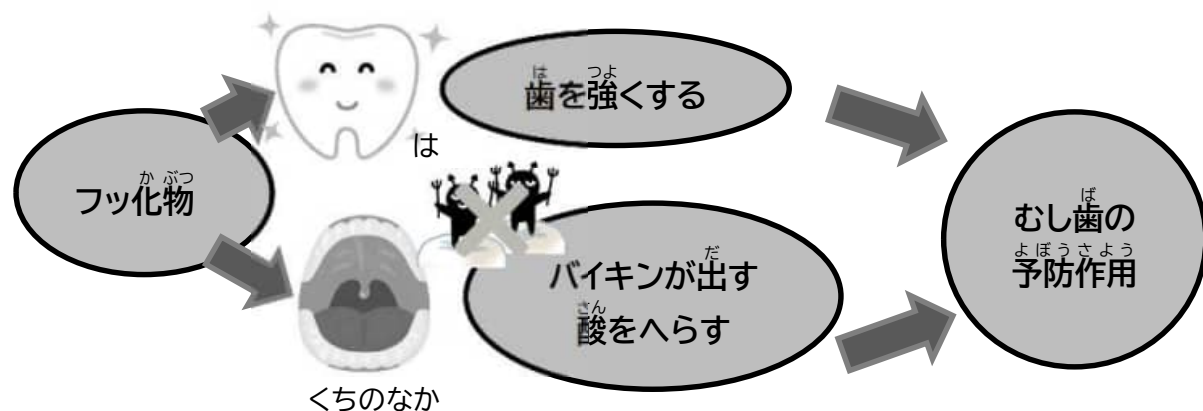 フッ化物
は
歯を強くする
くちのなか
バイキンが出す
酸をへらす
むし歯の
予防作用